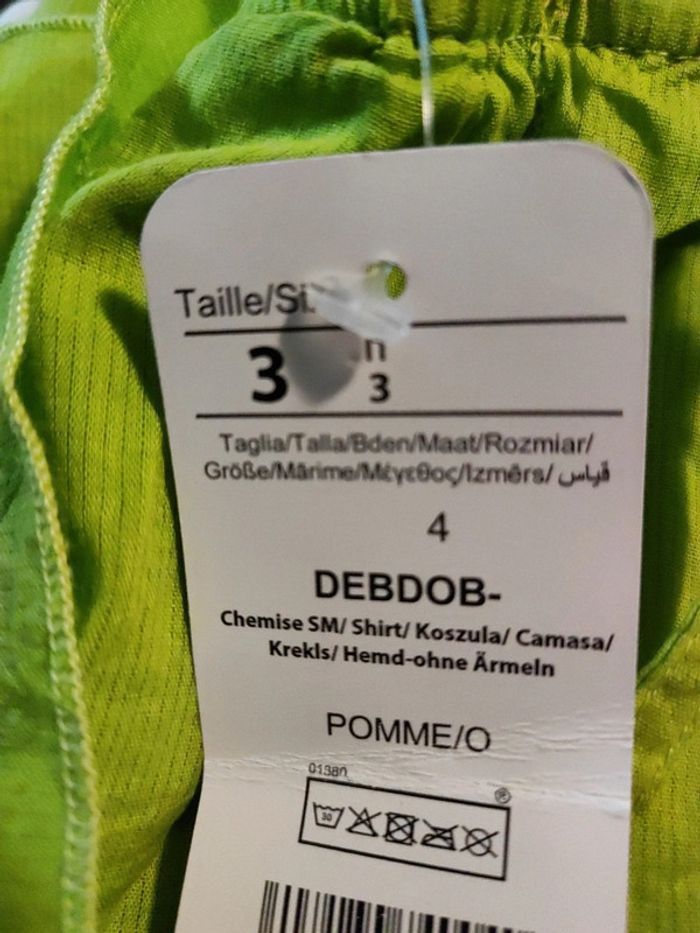 Taille/Si
3
3
Taglia/Talla/Bden/Maat/Rozmiar/
Größe/Mărime/Μέγεθος/Izmērs/ قياس
4
DEBDOB-
Chemise SM/ Shirt/ Koszula/ Camasa/
Krekls/ Hemd-ohne Ärmeln
POMME/O
01380
®
30